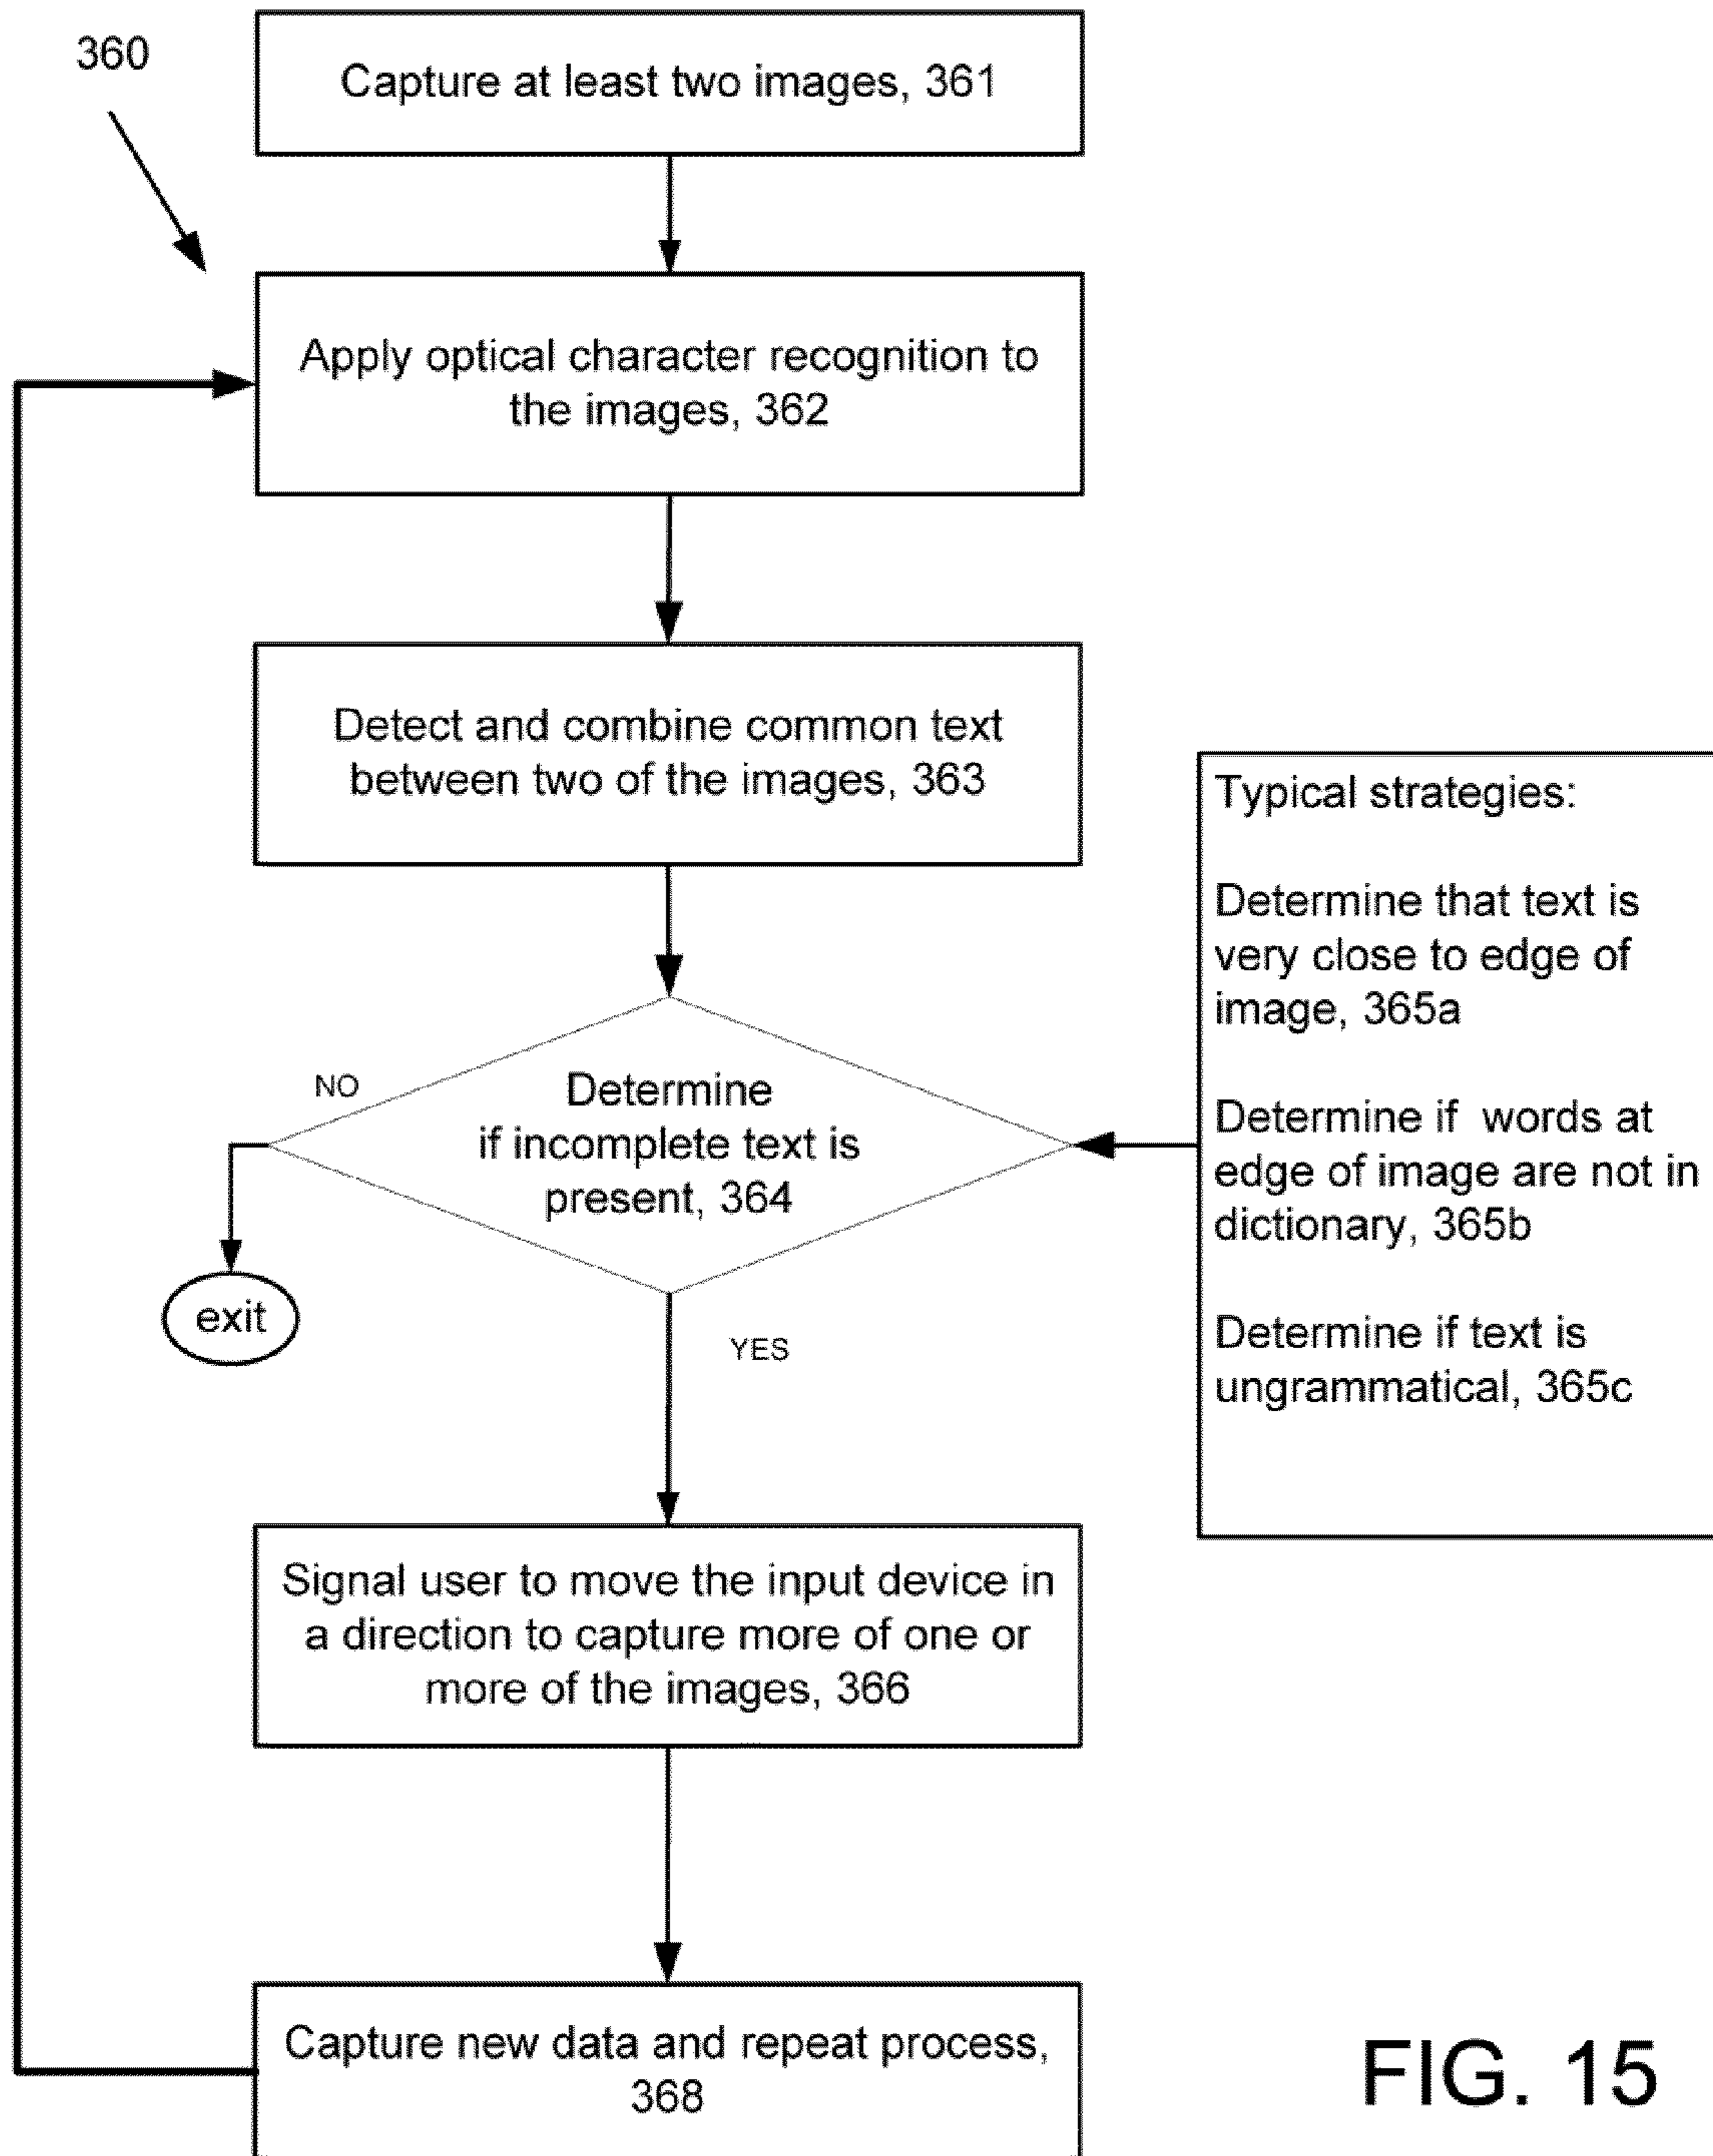 360
Capture at least two images, 361
Apply optical character recognition to
the images, 362
Detect and combine common text
between two of the images, 363
Typical strategies:
Determine that text is
very close to edge of
image, 365a
Determine if words at
edge of image are not in
dictionary, 365b
Determine if text is
ungrammatical, 365c
NO
Determine
if incomplete text is
present, 364
exit
YES
Signal user to move the input device in
a direction to capture more of one or
more of the images, 366
Capture new data and repeat process,
368
FIG. 15